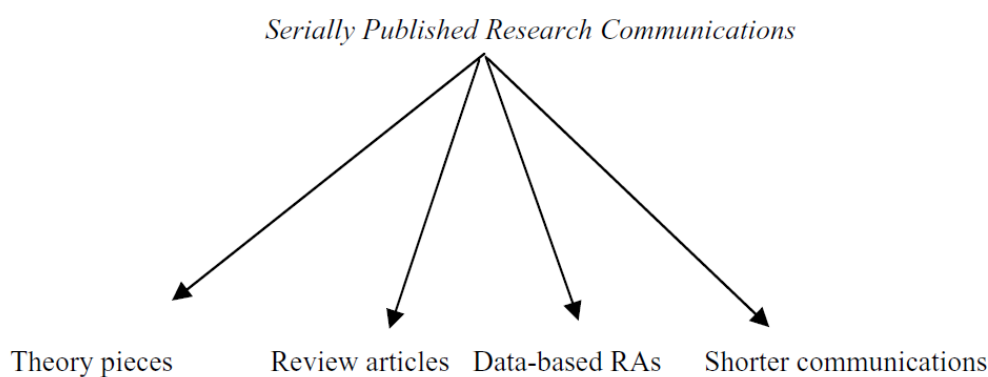 Serially Published Research Communications
Theory pieces Review articles Data-based RAs Shorter communications